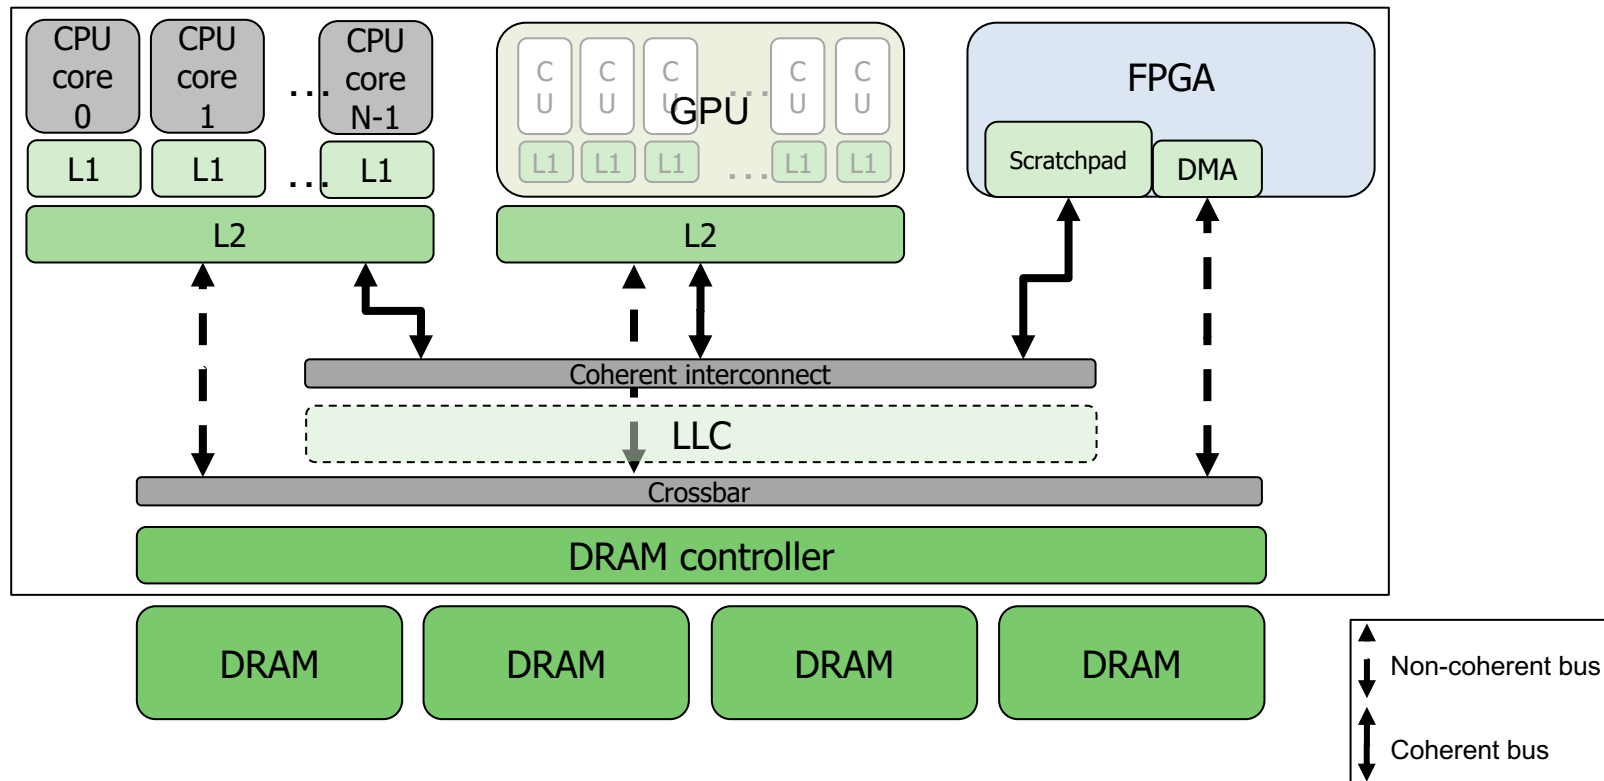 CPU
core
0
CPU
core
1
...
CPU
core
N-1
L1
L1
...
L1
L2
C
U
C
U
C
U
...
C
U
C
U
GPU
L1
L1
L1
...
L1
L1
L2
FPGA
Scratchpad
DMA
Coherent interconnect
LLC
Crossbar
DRAM controller
DRAM
DRAM
DRAM
DRAM
Non-coherent bus
Coherent bus